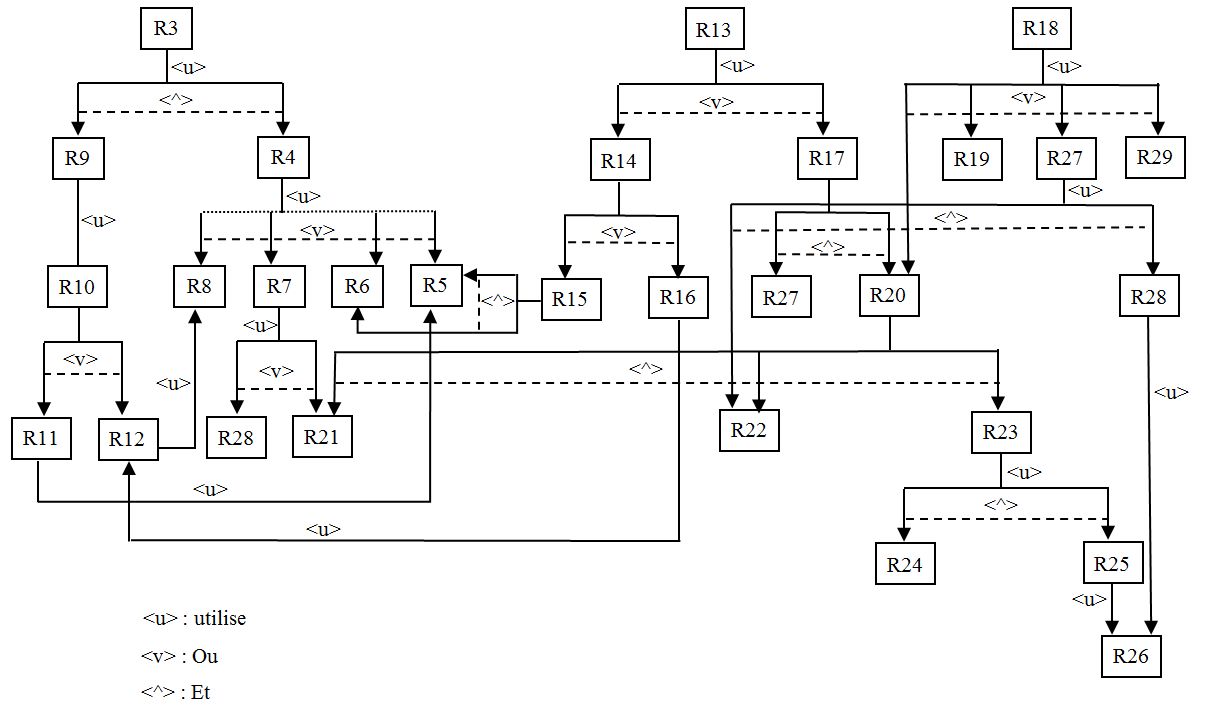 R3 R13 R18
<u> <u> <u>
<^> <v> <v>
R9 R4 R14 R17 R19 R27 R29
<u> <u> <u>
<v> <v> <^> <^>
R10 R8 R7 R6 R5 <^> R15 R16 R27 R20 R28
<u>
<v> <v> <^> <u> <u>
R11 R12 R28 R21 R22 R23
<u> <u>
<u> <^>
R24 R25
<u>
R26
<u> : utilise
<v> : Ou
<^> : Et